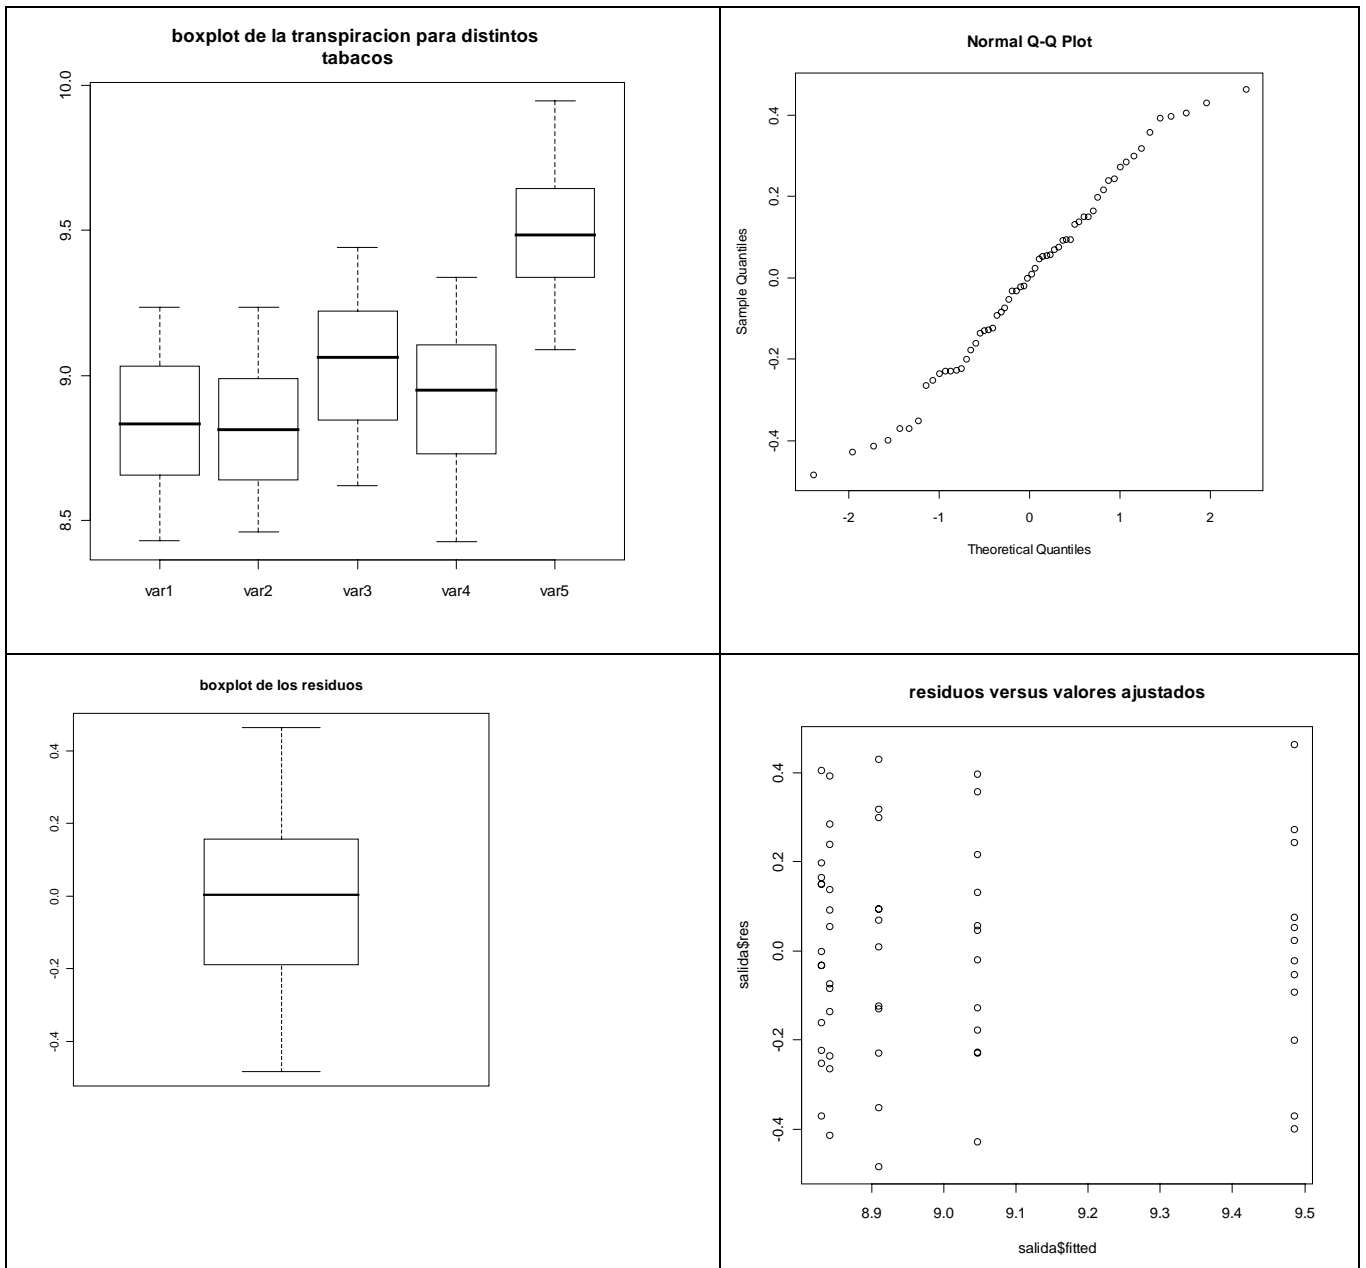 boxplot de la transpiracion para distintos
tabacos
10.0
9.5
9.0
8.5
var1 var2 var3 var4 var5
Normal Q-Q Plot
Sample Quantiles
0.4
0.2
0.0
-0.2
-0.4
-2 -1 0 1 2
Theoretical Quantiles
boxplot de los residuos
0.4
0.2
0.0
-0.2
-0.4
residuos versus valores ajustados
salida$res
0.4
0.2
0.0
-0.2
-0.4
8.9 9.0 9.1 9.2 9.3 9.4 9.5
salida$fitted